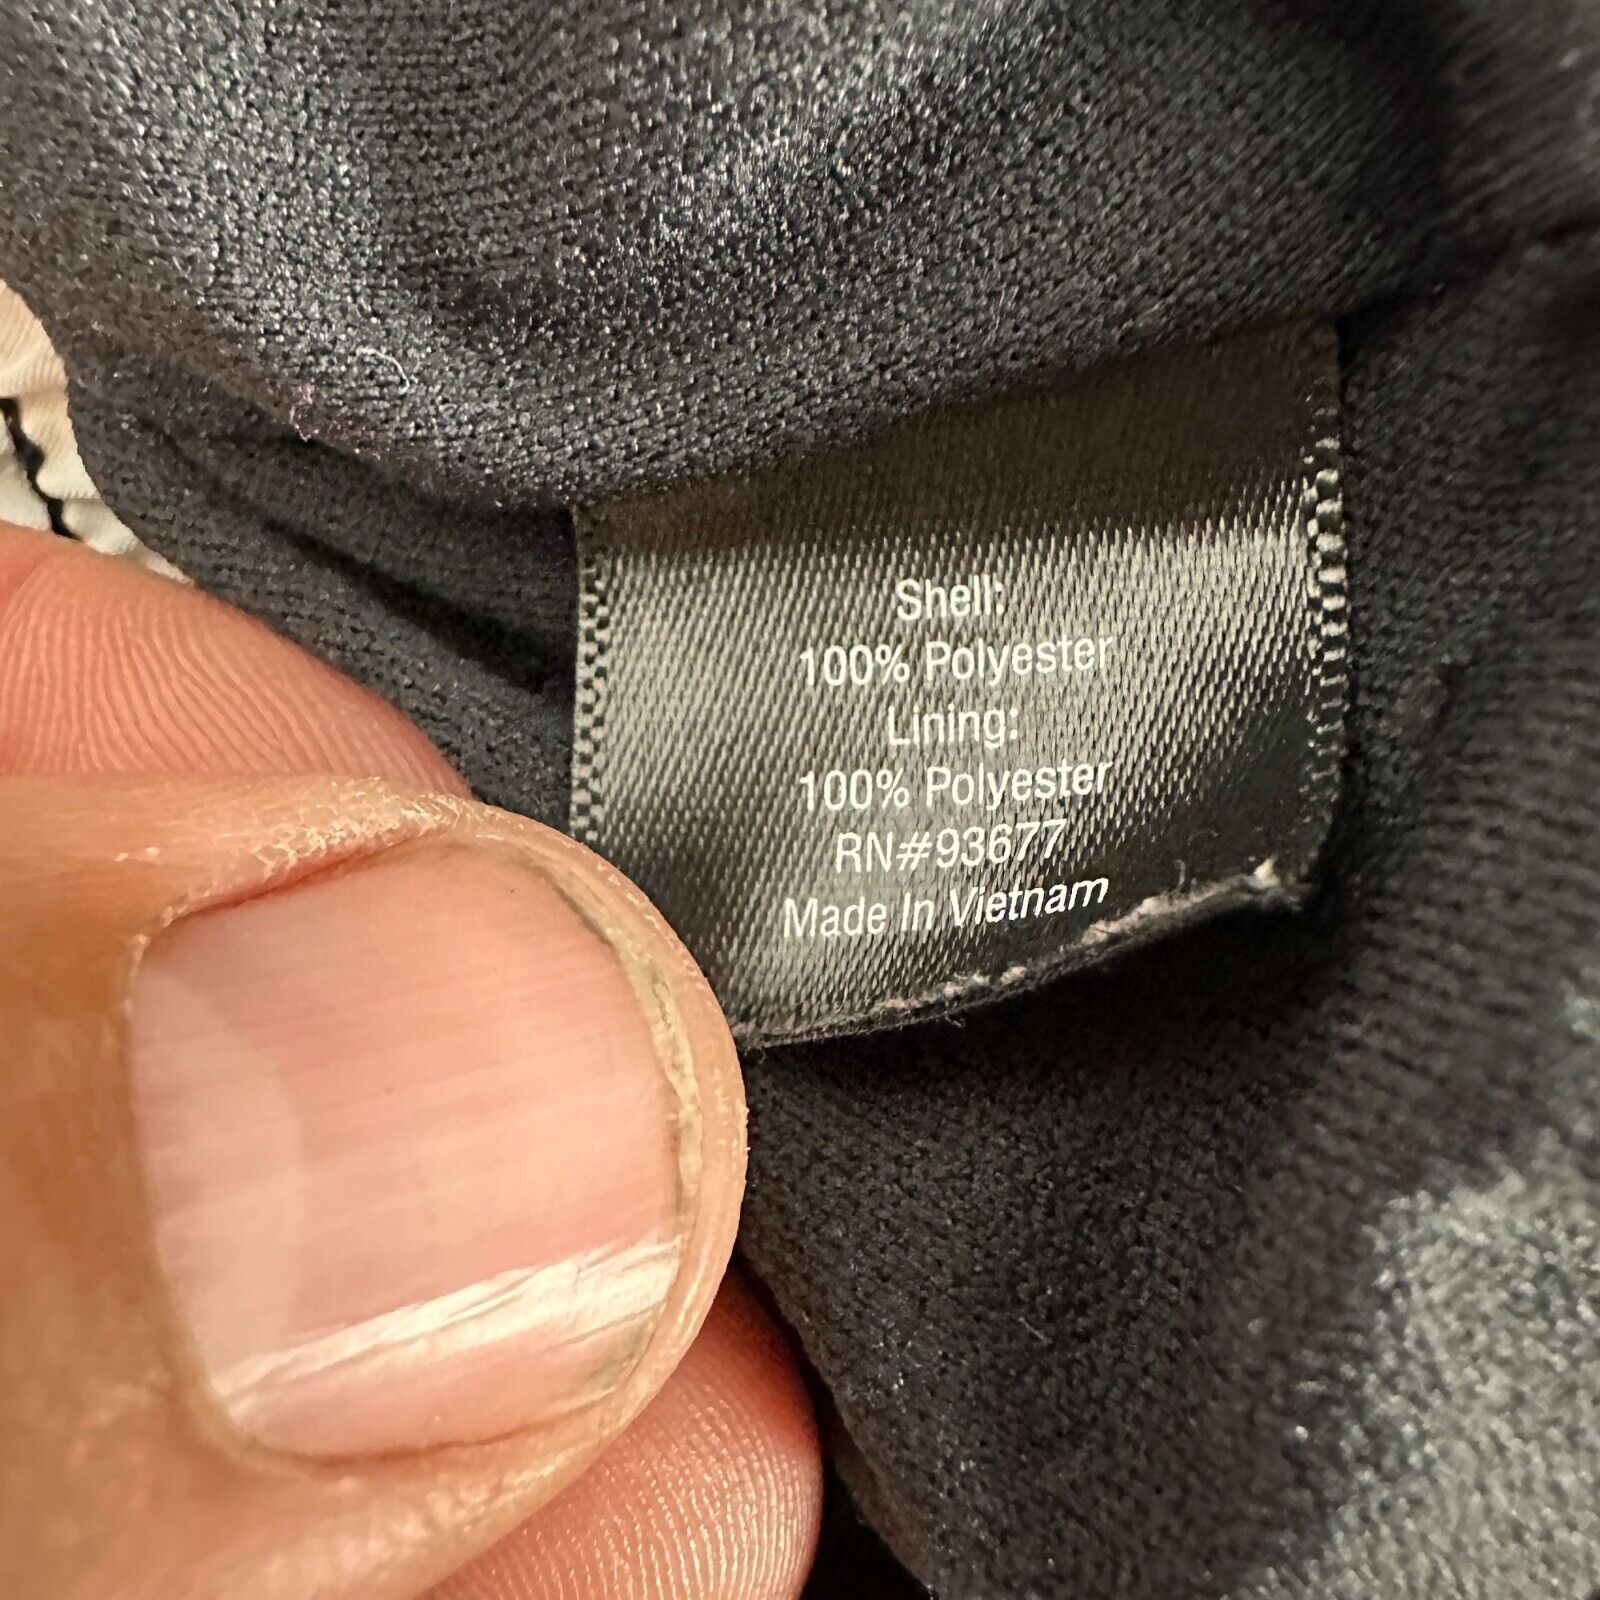 Shell:
100% Polyester
Lining:
100% Polyester
RN#93677
Made In Vietnam